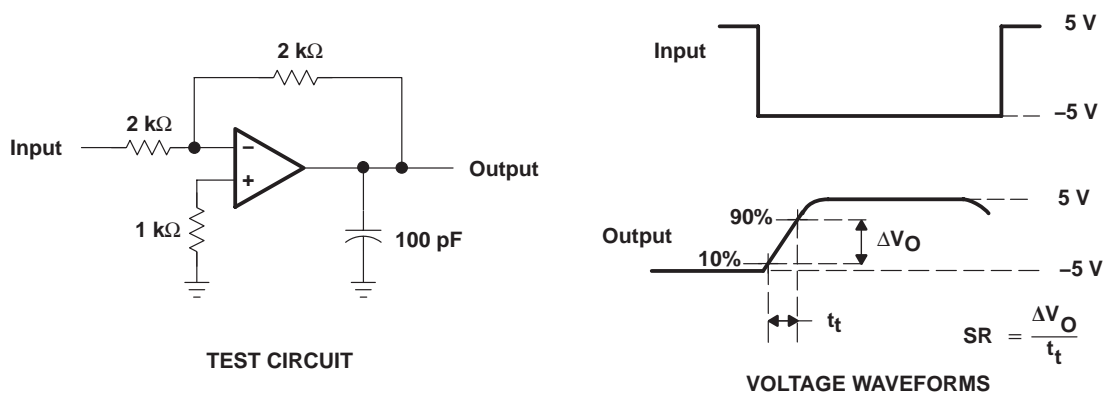 2 kΩ
2 kΩ
Input
−
+
Output
1 kΩ
100 pF
TEST CIRCUIT
Input
5 V
−5 V
Output
90%
10%
ΔVO
5 V
−5 V
tt
SR = ΔVO
tt
VOLTAGE WAVEFORMS